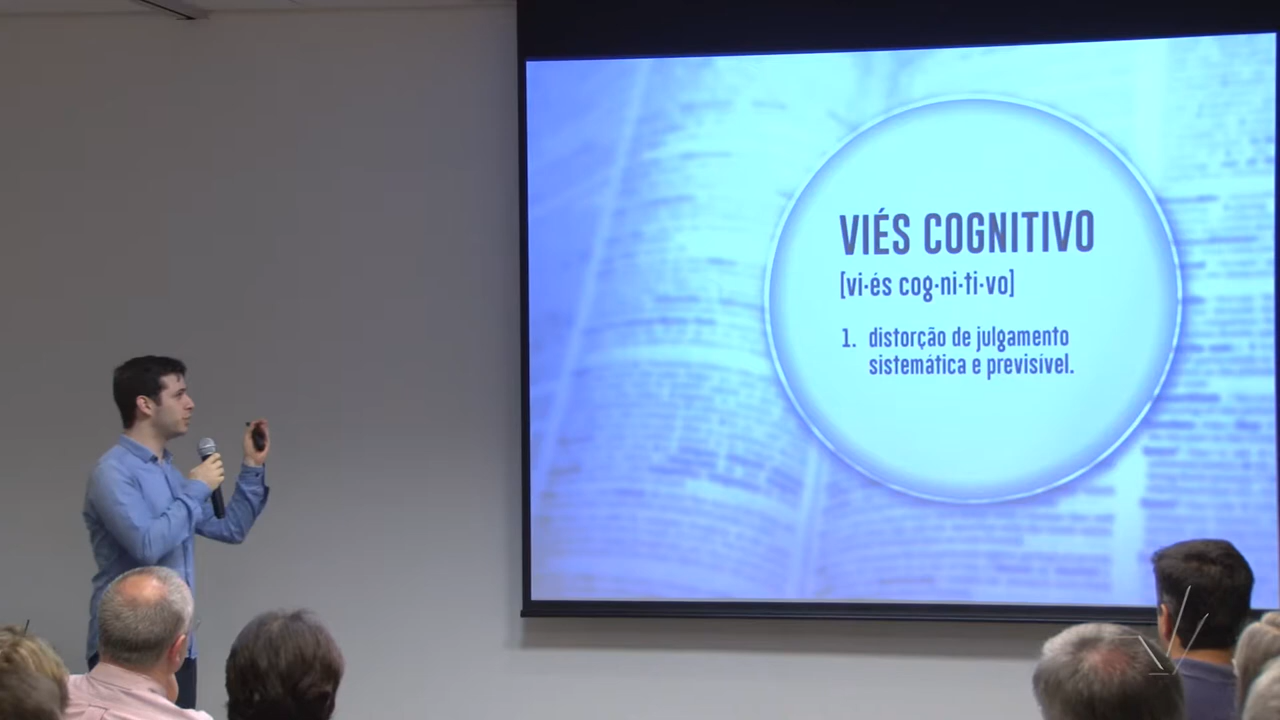 VIÉS COGNITIVO
[vi·és cog·ni·ti·vo]
1. distorção de julgamento
sistemática e previsível.